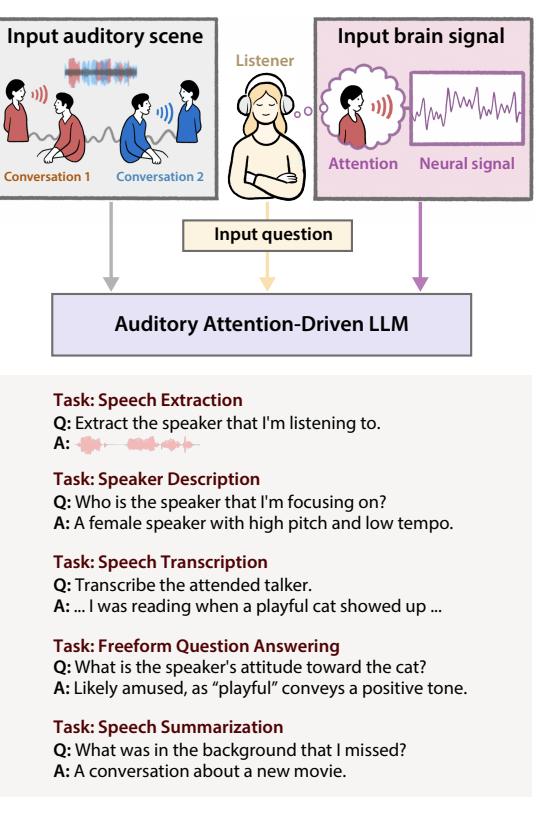 Input auditory scene
Conversation 1
Conversation 2
Listener
Input brain signal
Attention
Neural signal
Input question
Auditory Attention-Driven LLM
Task: Speech Extraction
Q: Extract the speaker that I'm listening to.
A:
Task: Speaker Description
Q: Who is the speaker that I'm focusing on?
A: A female speaker with high pitch and low tempo.
Task: Speech Transcription
Q: Transcribe the attended talker.
A: ... I was reading when a playful cat showed up ...
Task: Freeform Question Answering
Q: What is the speaker's attitude toward the cat?
A: Likely amused, as “playful” conveys a positive tone.
Task: Speech Summarization
Q: What was in the background that I missed?
A: A conversation about a new movie.